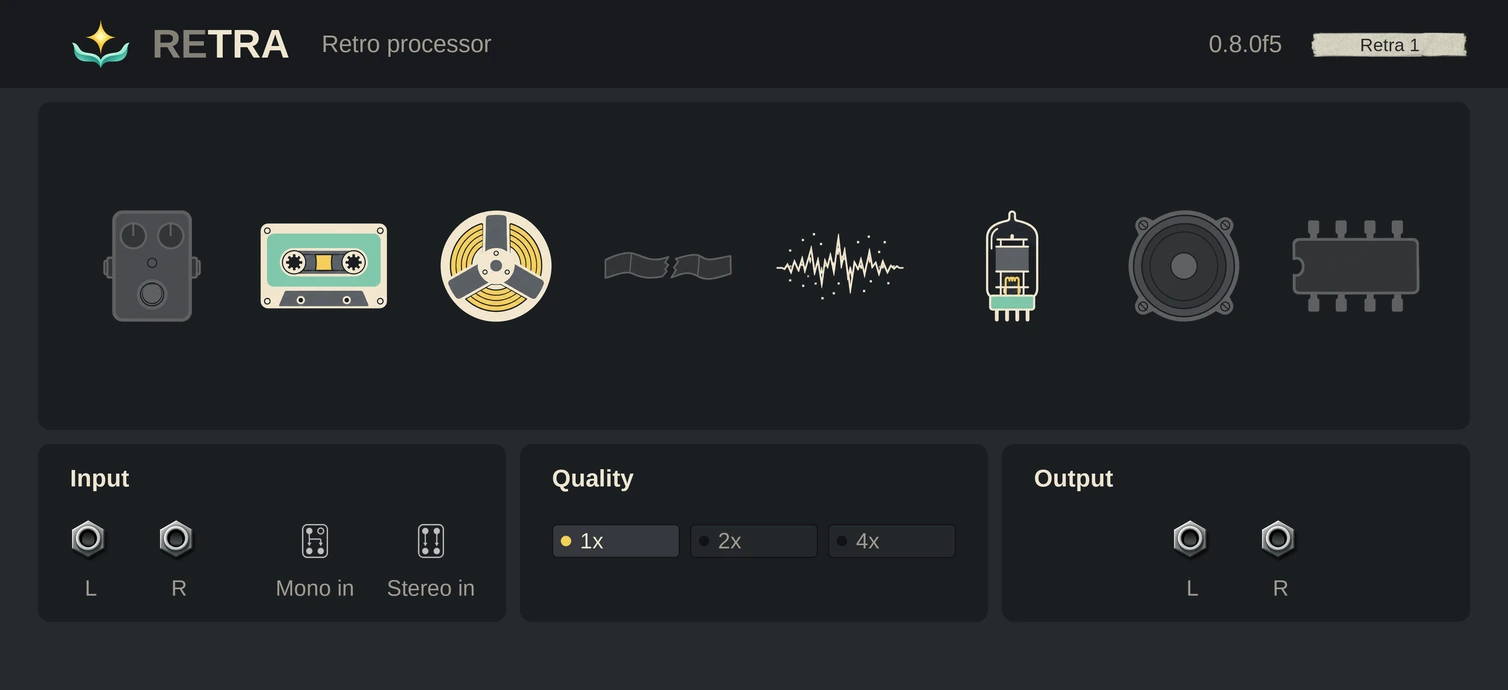 RETRA
Retro processor
0.8.0f5
Retra 1
Input
Quality
Output
1x
2x
4x
L
R
Mono in
Stereo in
L
R